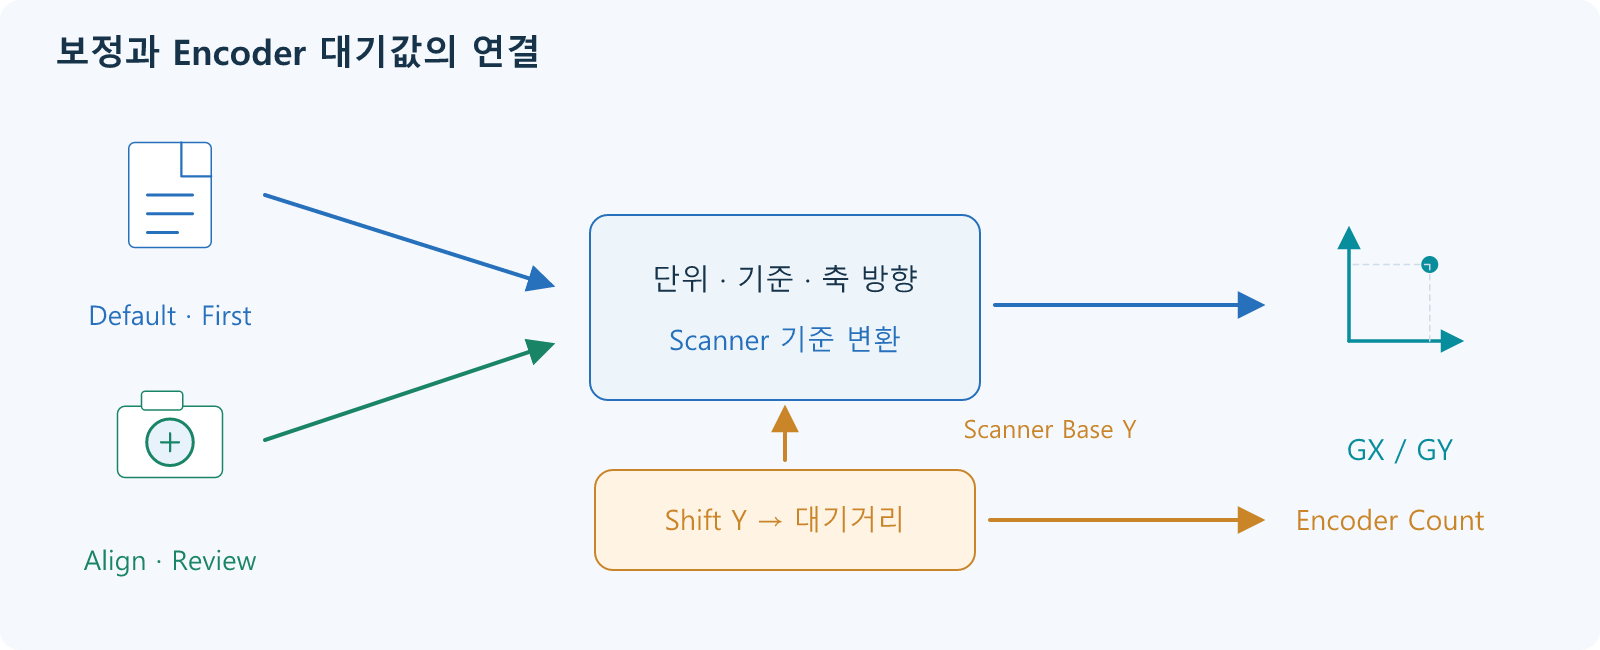 보정과 Encoder 대기값의 연결
Default · First
단위 · 기준 · 축 방향
Scanner 기준 변환
Scanner Base Y
GX / GY
Shift Y → 대기거리
Encoder Count
Align · Review